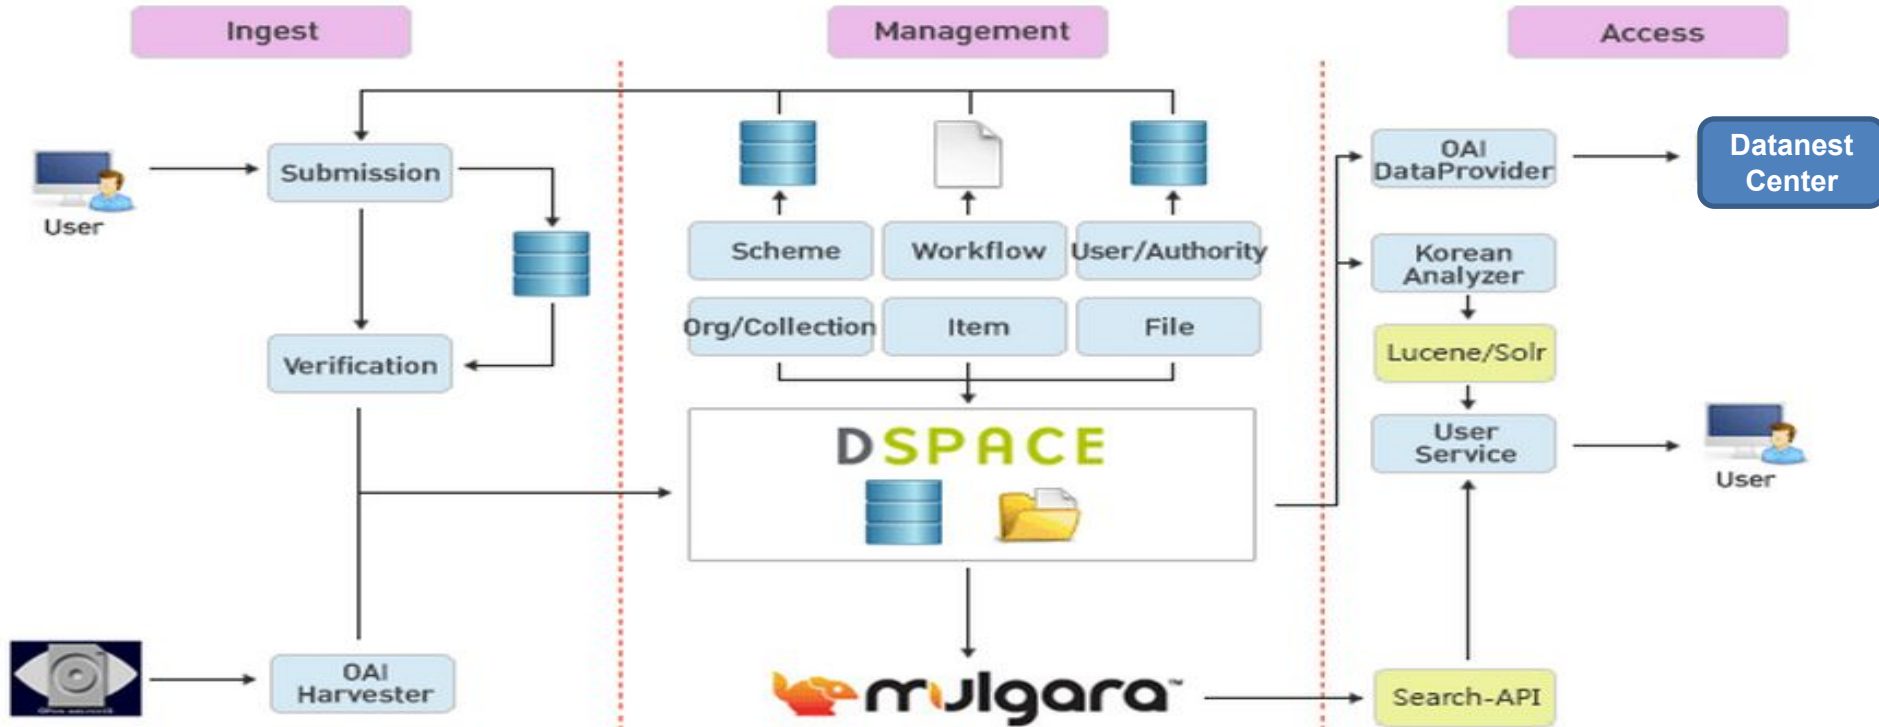 Ingest
Management
Access
User
Submission
Verification
OAI
Harvester
Scheme
Workflow
User/Authority
Org/Collection
Item
File
DSPACE
mulgara™
OAI
DataProvider
Datanest
Center
Korean
Analyzer
Lucene/Solr
User
Service
User
Search-API